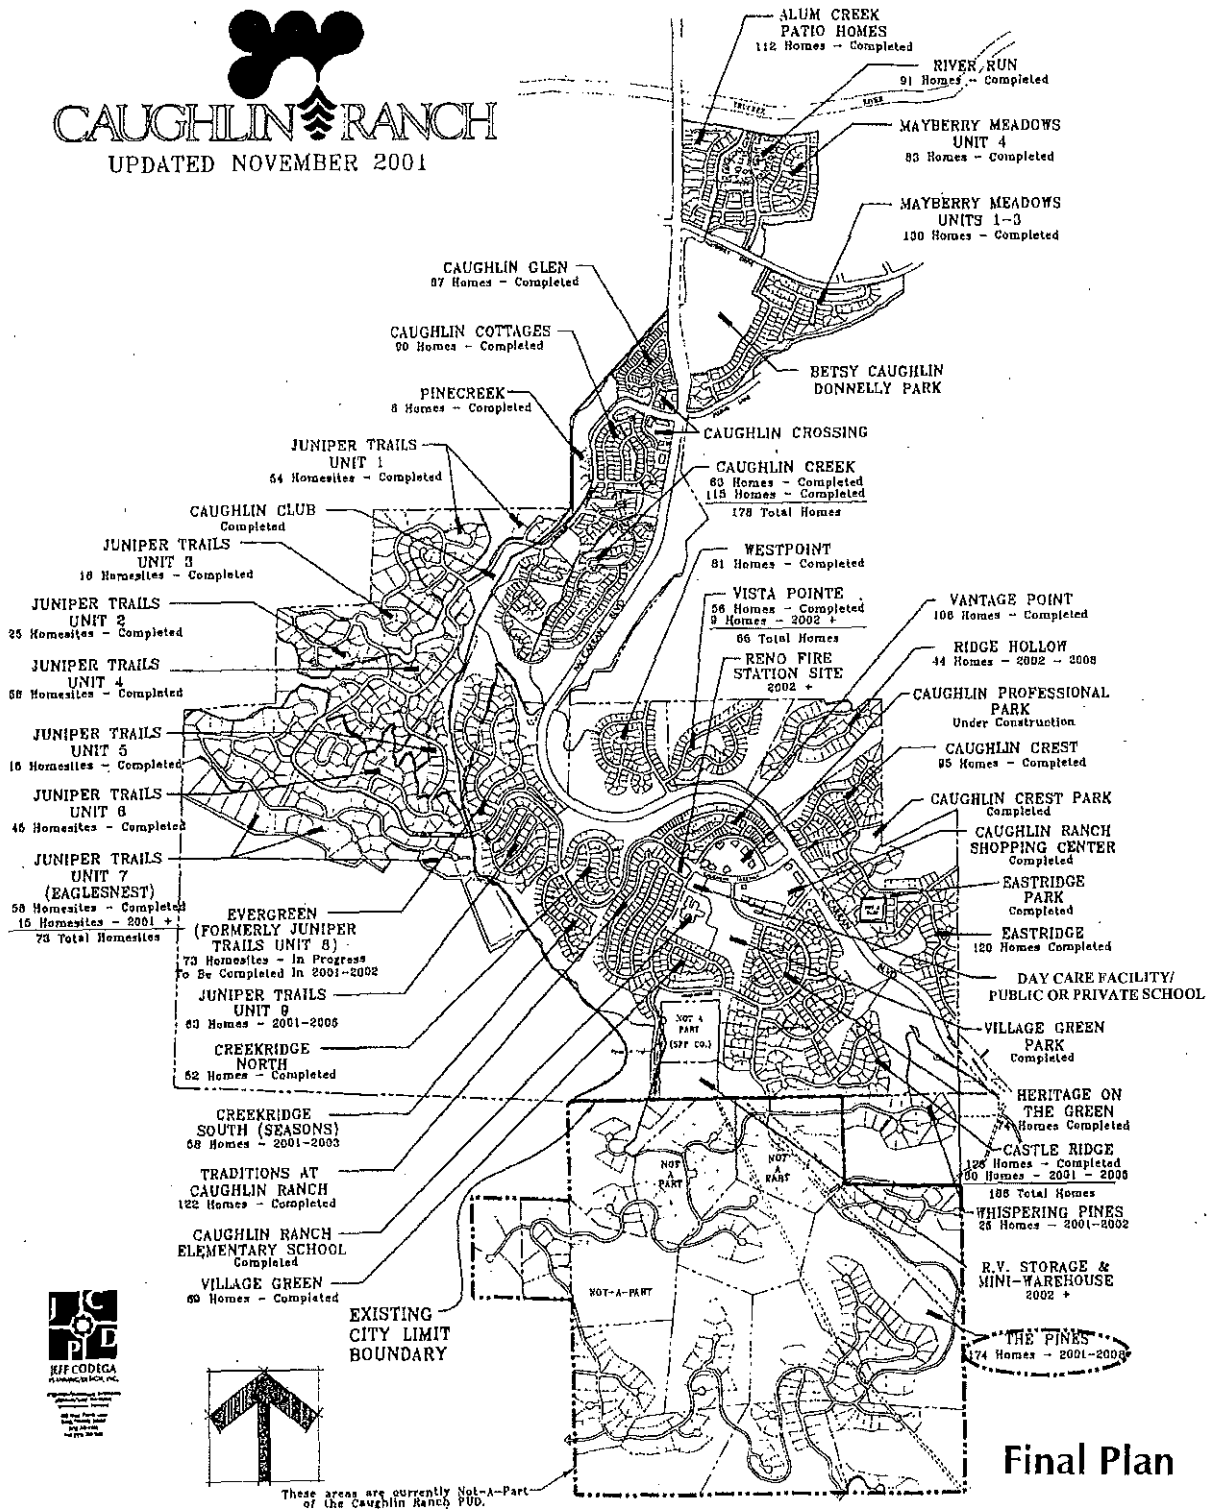 CAUGHLIN RANCH
UPDATED NOVEMBER 2001
ALUM CREEK
PATIO HOMES
112 Homes - Completed
RIVER RUN
91 Homes - Completed
TRUCKEE
RIVER
MAYBERRY MEADOWS
UNIT 4
83 Homes - Completed
MAYBERRY MEADOWS
UNITS 1-3
130 Homes - Completed
CAUGHLIN GLEN
67 Homes - Completed
CAUGHLIN COTTAGES
90 Homes - Completed
BETSY CAUGHLIN
DONNELLY PARK
PINECREEK
8 Homes - Completed
CAUGHLIN CROSSING
JUNIPER TRAILS
UNIT 1
54 Homesites - Completed
CAUGHLIN CREEK
63 Homes - Completed
115 Homes - Completed
178 Total Homes
CAUGHLIN CLUB
Completed
JUNIPER TRAILS
UNIT 3
16 Homesites - Completed
WESTPOINT
81 Homes - Completed
JUNIPER TRAILS
UNIT 2
25 Homesites - Completed
VISTA POINTE
56 Homes - Completed
9 Homes - 2002 +
Total Homes
VANTAGE POINT
106 Homes - Completed
RIDGE HOLLOW
44 Homes - 2002 -
JUNIPER TRAILS
UNIT 4
Homesites - Completed
RENO FIRE
STATION SITE
2002 +
Mc CARRAN BLVD
CAUGHLIN PROFESSIONAL
PARK
Under Construction
JUNIPER TRAILS
UNIT 5
16 Homesites - Completed
CAUGHLIN CREST
95 Homes - Completed
JUNIPER TRAILS
UNIT 6
45 Homesites - Completed
CAUGHLIN CREST PARK
Completed
CAUGHLIN RANCH
SHOPPING CENTER
Completed
JUNIPER TRAILS
UNIT 7
(EAGLESNEST)
58 Homesites - Completed
15 Homesites - 2001 +
73 Total Homesites
EASTRIDGE
PARK
Completed
EASTRIDGE
120 Homes Completed
EVERGREEN
(FORMERLY JUNIPER
TRAILS UNIT 8)
73 Homesites - In Progress
To Be Completed In 2001-2002
DAY CARE FACILITY/
PUBLIC OR PRIVATE SCHOOL
JUNIPER TRAILS
UNIT 9
63 Homes - 2001-2005
NOT A
PART
(SPP CO.)
VILLAGE GREEN
PARK
Completed
CREEKRIDGE
NORTH
52 Homes - Completed
HERITAGE ON
THE GREEN
74 Homes Completed
CREEKRIDGE
SOUTH (SEASONS)
68 Homes - 2001-2003
CASTLE RIDGE
Homes - Completed
Homes - 2001 -
Total Homes
TRADITIONS AT
CAUGHLIN RANCH
122 Homes - Completed
NOT
A
PART
NOT
A
PART
WHISPERING PINES
25 Homes - 2001-2002
CAUGHLIN RANCH
ELEMENTARY SCHOOL
Completed
R.V. STORAGE &
MINI-WAREHOUSE
2002 +
VILLAGE GREEN
69 Homes - Completed
NOT-A-PART
EXISTING
CITY LIMIT
BOUNDARY
THE PINES
174 Homes -
J C P D
JEFF CODEGA
Final Plan
These areas are currently Not-A-Part
of the Caughlin Ranch PUD.